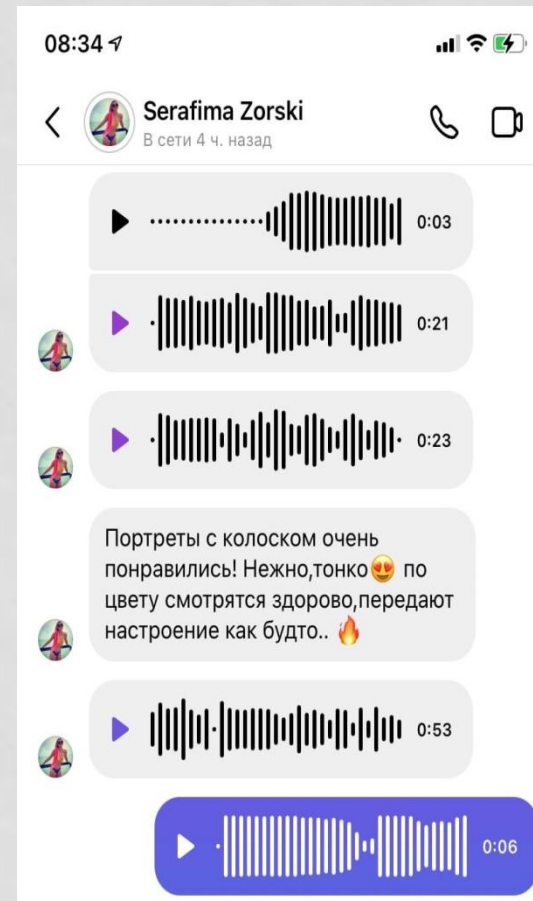 08:34
Serafima Zorski
В сети 4 ч. назад
0:03
0:21
0:23
Портреты с колоском очень
понравились! Нежно,тонко😍 по
цвету смотрятся здорово,передают
настроение как будто.. 🔥
0:53
0:06